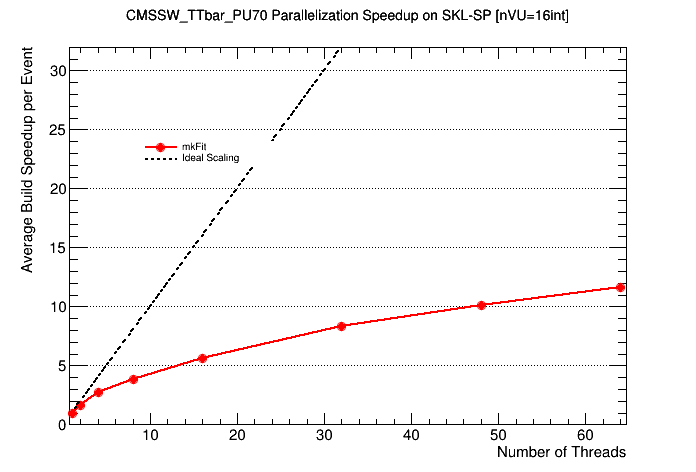 CMSSW_TTbar_PU70 Parallelization Speedup on SKL-SP [nVU=16int]
Average Build Speedup per Event
30
25
20
15
10
5
0
mkFit
Ideal Scaling
10
20
30
40
50
60
Number of Threads